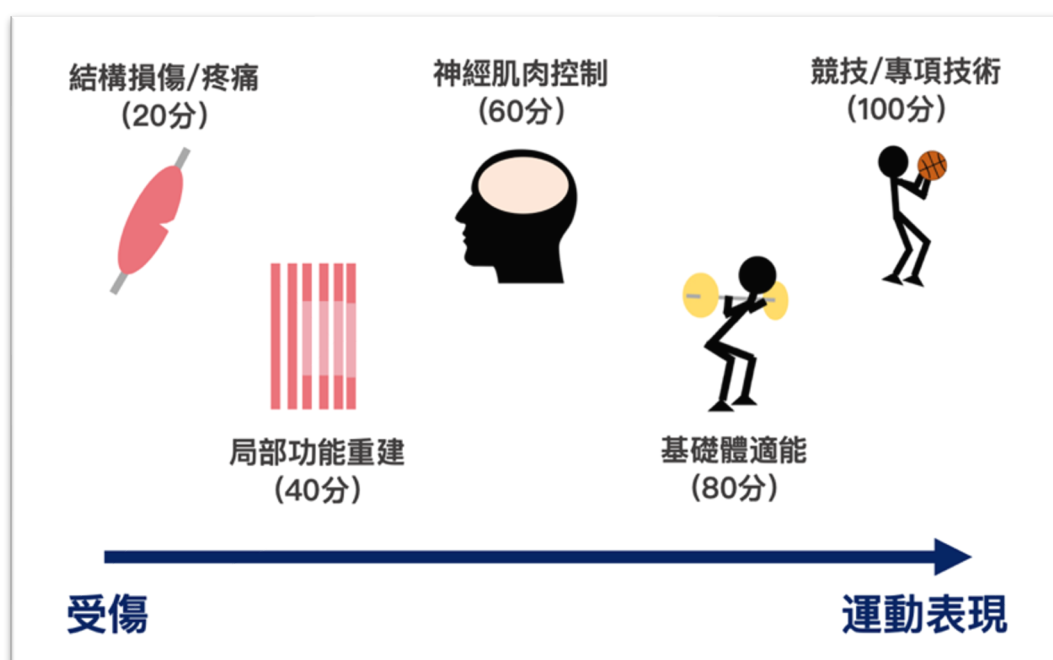 結構損傷/疼痛
(20分)
神經肌肉控制
(60分)
競技/專項技術
(100分)
局部功能重建
(40分)
基礎體適能
(80分)
受傷
運動表現